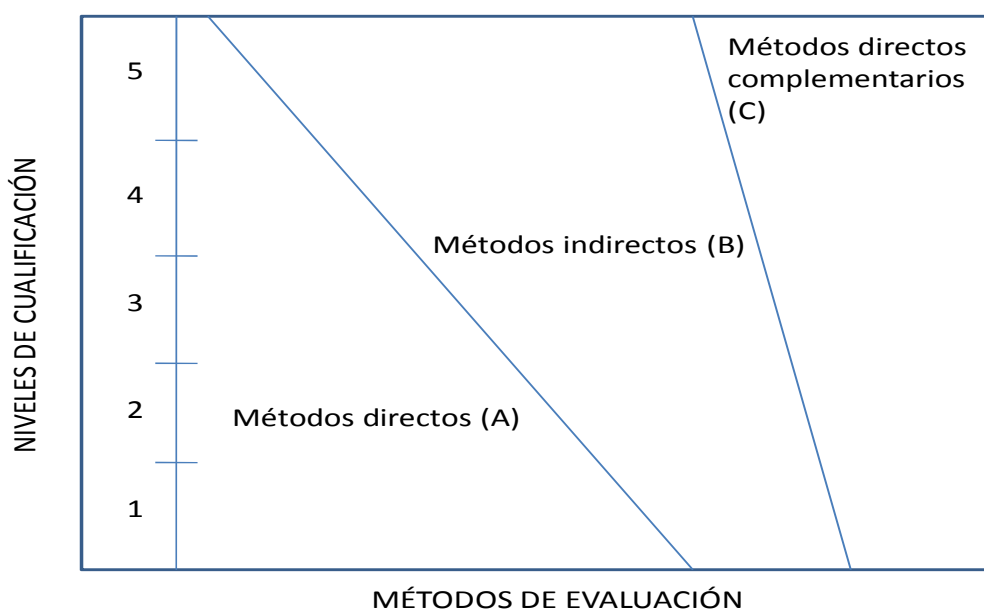 Métodos directos
complementarios
(C)
5
4
Métodos indirectos (B)
3
Métodos directos (A)
2
1
NIVELES DE CUALIFICACIÓN
MÉTODOS DE EVALUACIÓN